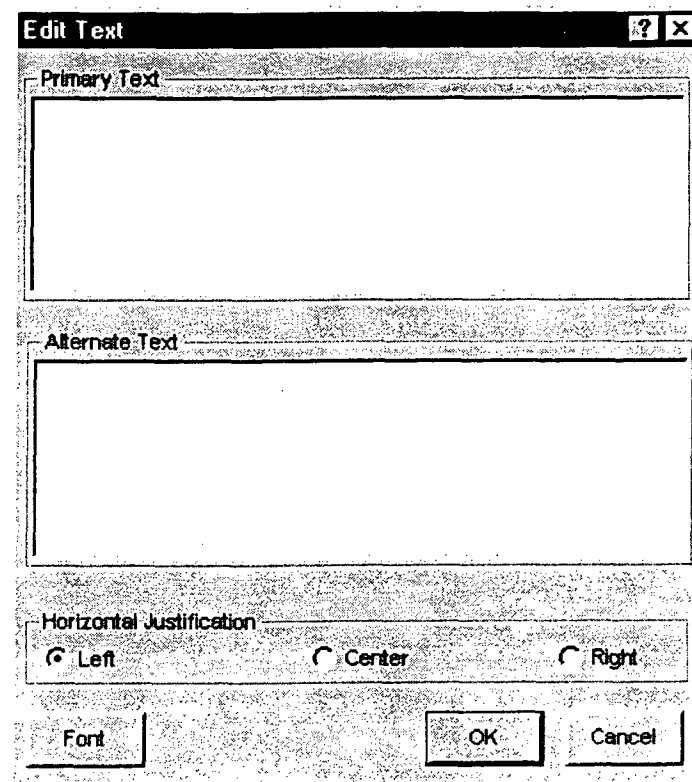 Edit Text ? X
Primary Text
Alternate Text
Horizontal Justification
Left Center Right
Font OK Cancel